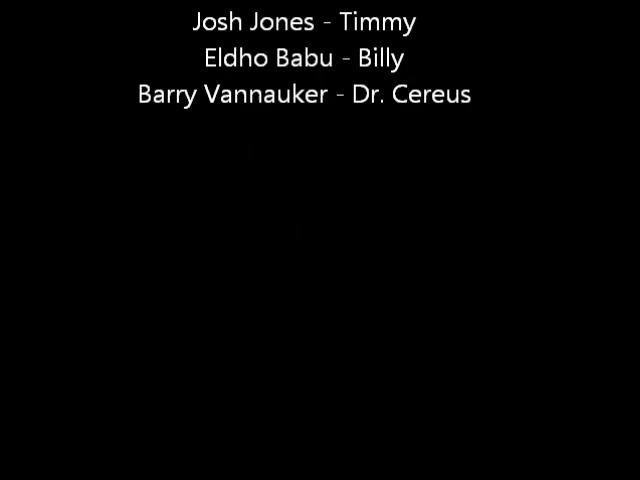 Josh Jones - Timmy
Eldho Babu - Billy
Barry Vannauker - Dr. Cereus